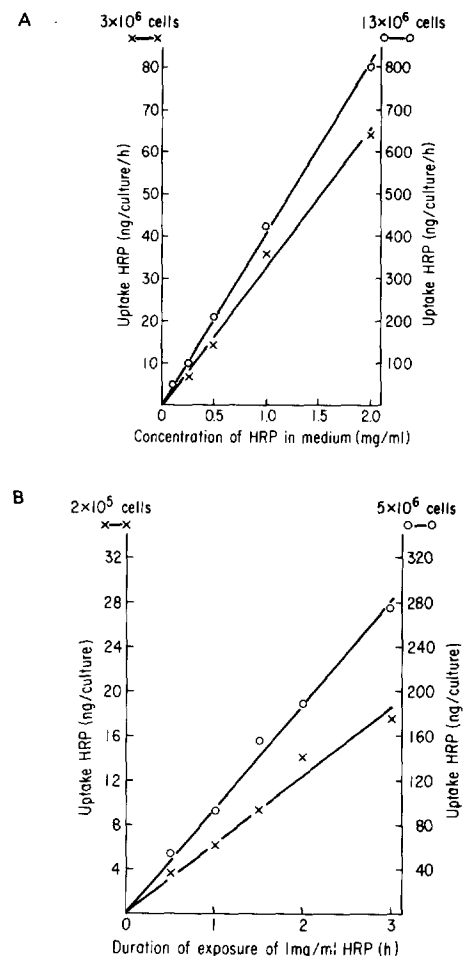 A
3×10⁶ cells
×—×
13×10⁶ cells
o—o
80
70
60
50
40
30
20
10
Uptake HRP (ng/culture/h)
800
700
600
500
400
300
200
100
Uptake HRP (ng/culture/h)
0 0.5 1.0 1.5 2.0
Concentration of HRP in medium (mg/ml)
B
2×10⁵ cells
×—×
5×10⁶ cells
o—o
32
28
24
20
16
12
8
4
Uptake HRP (ng/culture)
320
280
240
200
160
120
80
40
Uptake HRP (ng/culture)
0 1 2 3
Duration of exposure of 1mg/ml HRP (h)